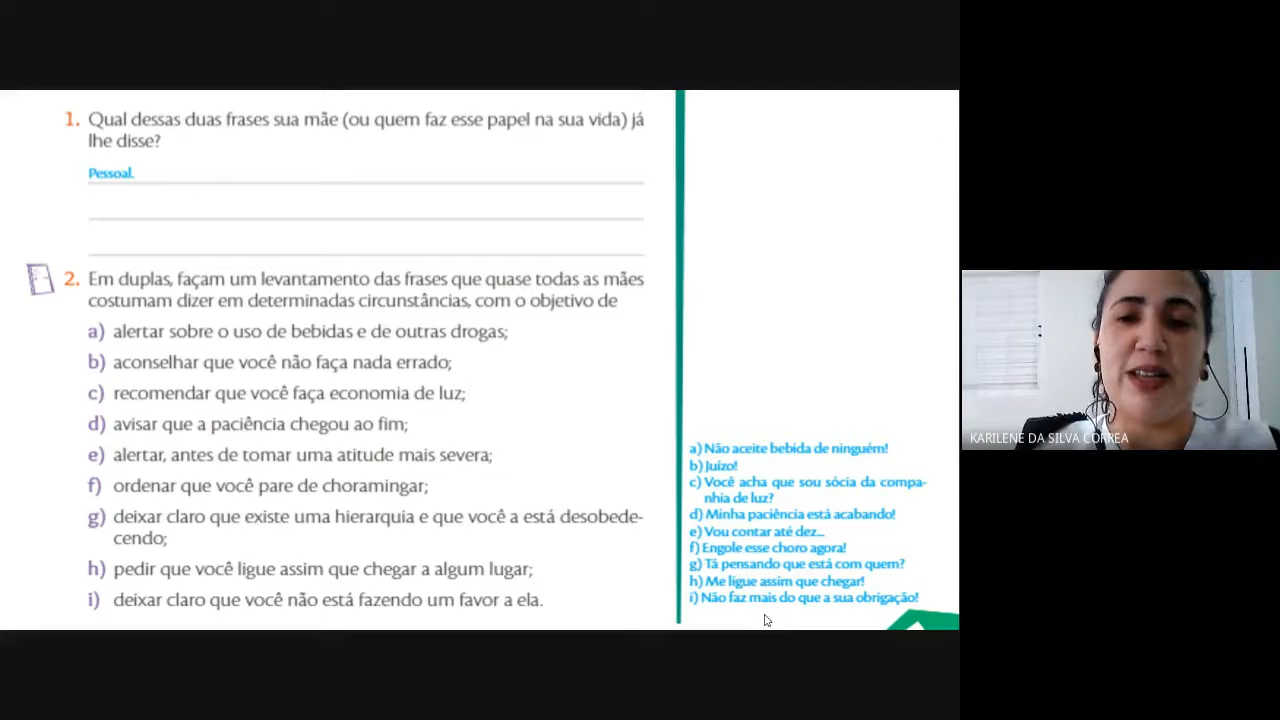 1. Qual dessas duas frases sua mãe (ou quem faz esse papel na sua vida) já
lhe disse?
Pessoal.
2. Em duplas, façam um levantamento das frases que quase todas as mães
costumam dizer em determinadas circunstâncias, com o objetivo de
a) alertar sobre o uso de bebidas e de outras drogas;
b) aconselhar que você não faça nada errado;
c) recomendar que você faça economia de luz;
d) avisar que a paciência chegou ao fim;
e) alertar, antes de tomar uma atitude mais severa;
f) ordenar que você pare de choramingar;
g) deixar claro que existe uma hierarquia e que você a está desobede-
cendo;
h) pedir que você ligue assim que chegar a algum lugar;
i) deixar claro que você não está fazendo um favor a ela.
a) Não aceite bebida de ninguém!
b) Juízo!
c) Você acha que sou sócia da compa-
nhia de luz?
d) Minha paciência está acabando!
e) Vou contar até dez...
f) Engole esse choro agora!
g) Tá pensando que está com quem?
h) Me ligue assim que chegar!
i) Não faz mais do que a sua obrigação!
KARILENE DA SILVA CORREA